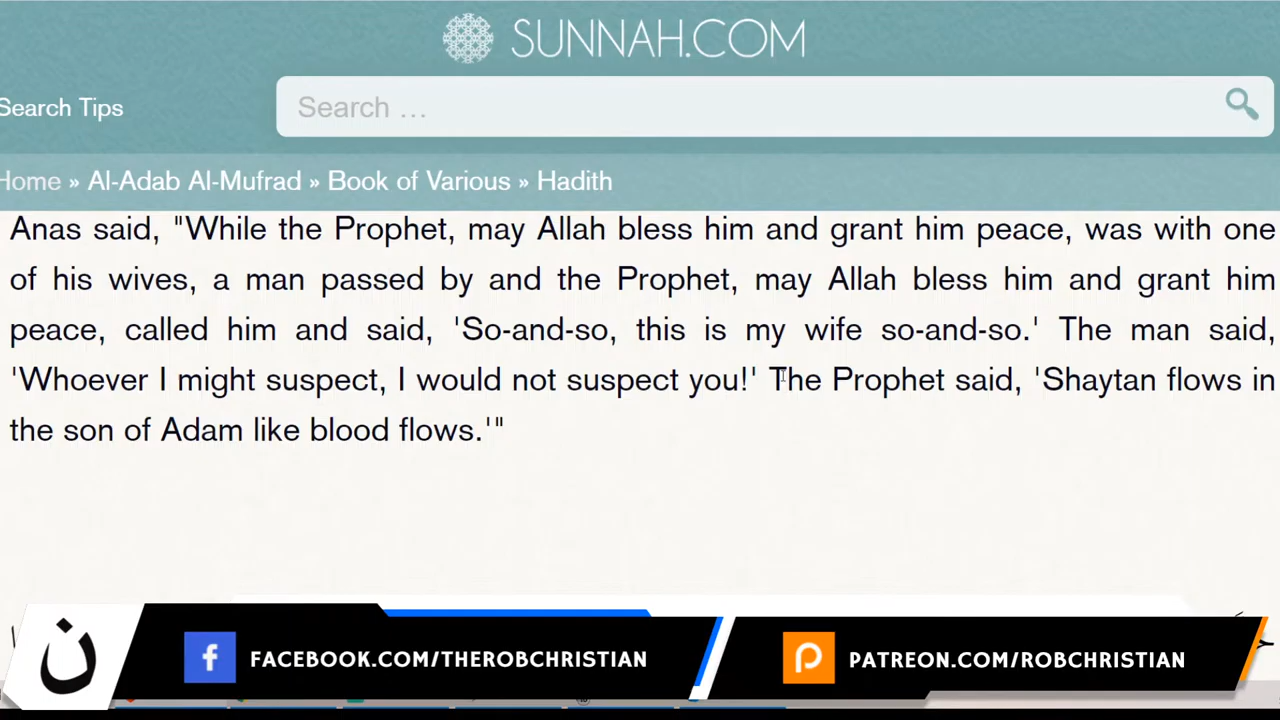 SUNNAH.COM
Search Tips
Search …
Home » Al-Adab Al-Mufrad » Book of Various » Hadith
Anas said, "While the Prophet, may Allah bless him and grant him peace, was with one
of his wives, a man passed by and the Prophet, may Allah bless him and grant him
peace, called him and said, 'So-and-so, this is my wife so-and-so.' The man said,
'Whoever I might suspect, I would not suspect you!' The Prophet said, 'Shaytan flows in
the son of Adam like blood flows.'"
ن
f
FACEBOOK.COM/THEROBCHRISTIAN
PATREON.COM/ROBCHRISTIAN